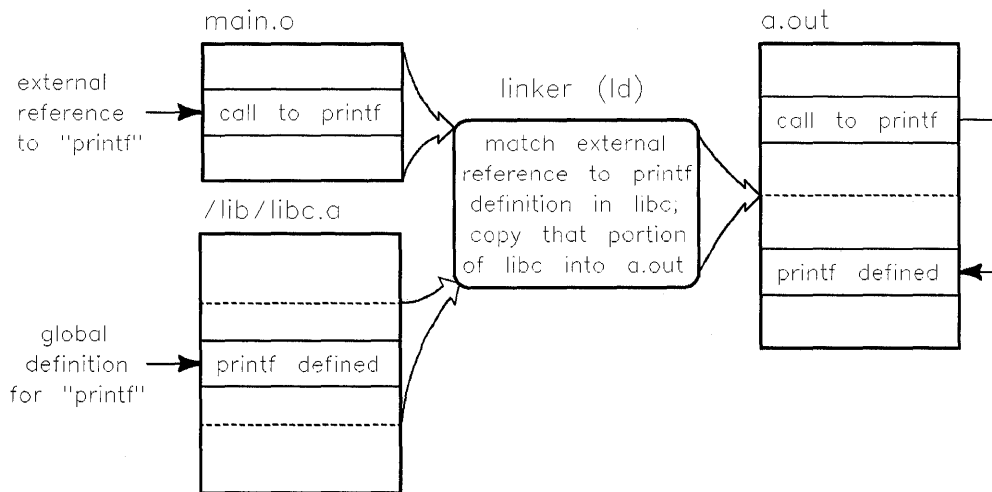 main.o
external
reference
to "printf"
call to printf
/lib/libc.a
global
definition
for "printf"
printf defined
linker (ld)
match external
reference to printf
definition in libc;
copy that portion
of libc into a.out
a.out
call to printf
printf defined